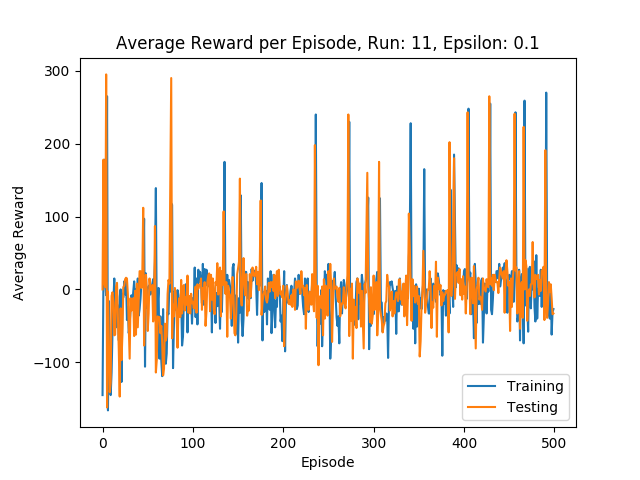 Average Reward per Episode, Run: 11, Epsilon: 0.1
300
200
100
0
−100
Average Reward
0
100
200
300
400
500
Episode
Training
Testing